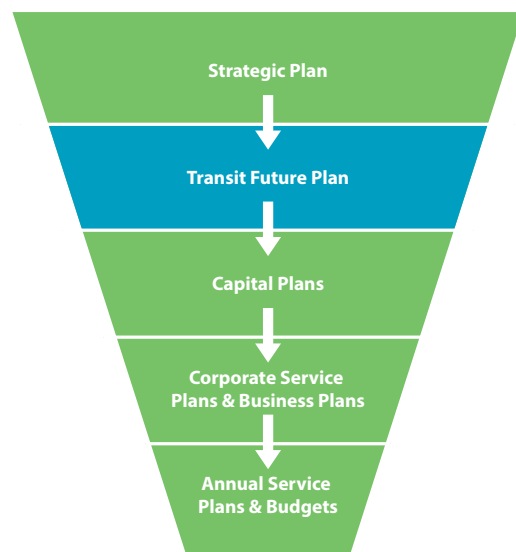 Strategic Plan
Transit Future Plan
Capital Plans
Corporate Service
Plans & Business Plans
Annual Service
Plans & Budgets